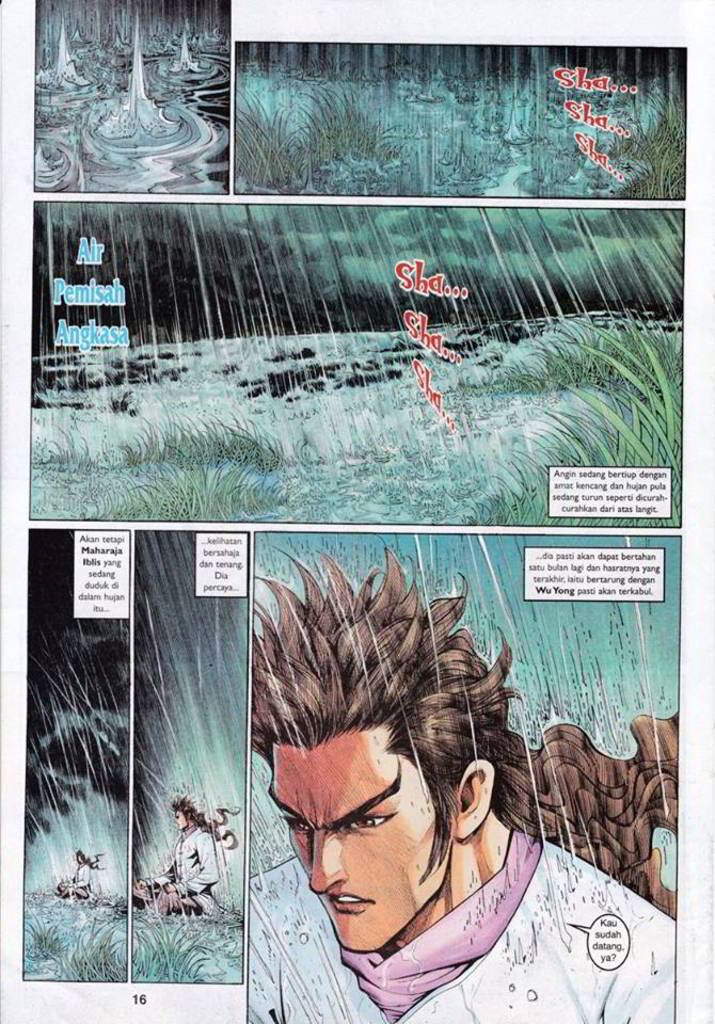 Sha...
Sha...
Sha...
Air
Pemisah
Angkasa
Sha...
Sha...
Sha...
Angin sedang bertiup dengan
amat kencang dan hujan pula
sedang turun seperti dicurah-
curahkan dari atas langit.
Akan tetapi
Maharaja
Iblis yang
sedang
duduk di
dalam hujan
itu...
...kelihatan
bersahaja
dan tenang.
Dia
percaya...
...dia pasti akan dapat bertahan
satu bulan lagi dan hasratnya yang
terakhir, iaitu bertarung dengan
Wu Yong pasti akan terkabul.
Kau
sudah
datang,
ya?
16